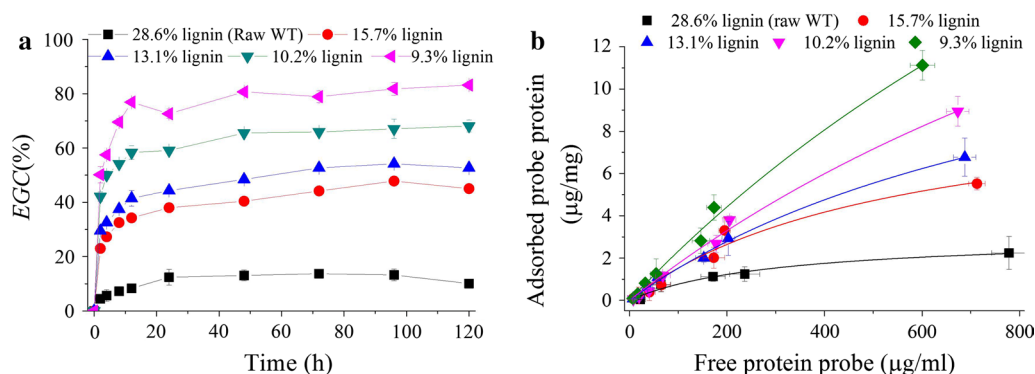 a
28.6% lignin (Raw WT) 15.7% lignin
13.1% lignin 10.2% lignin 9.3% lignin
100
80
60
40
20
0
EGC(%)
0 20 40 60 80 100 120
Time (h)
b
28.6% lignin (raw WT) 15.7% lignin
13.1% lignin 10.2% lignin 9.3% lignin
12
10
8
6
4
2
0
Adsorbed probe protein
(μg/mg)
0 200 400 600 800
Free protein probe (μg/ml)